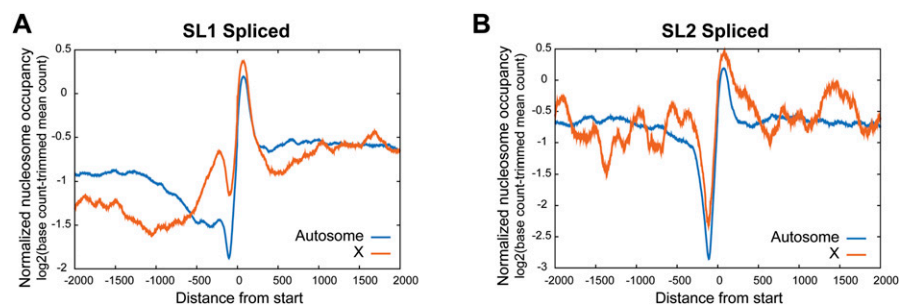 A
SL1 Spliced
Normalized nucleosome occupancy
log2(base count-trimmed mean count)
0.5
0
-0.5
-1
-1.5
-2
-2000
-1500
-1000
-500
0
500
1000
1500
2000
Autosome
X
Distance from start
B
SL2 Spliced
Normalized nucleosome occupancy
log2(base count-trimmed mean count)
0.5
0
-0.5
-1
-1.5
-2
-2.5
-3
-2000
-1500
-1000
-500
0
500
1000
1500
2000
Autosome
X
Distance from start